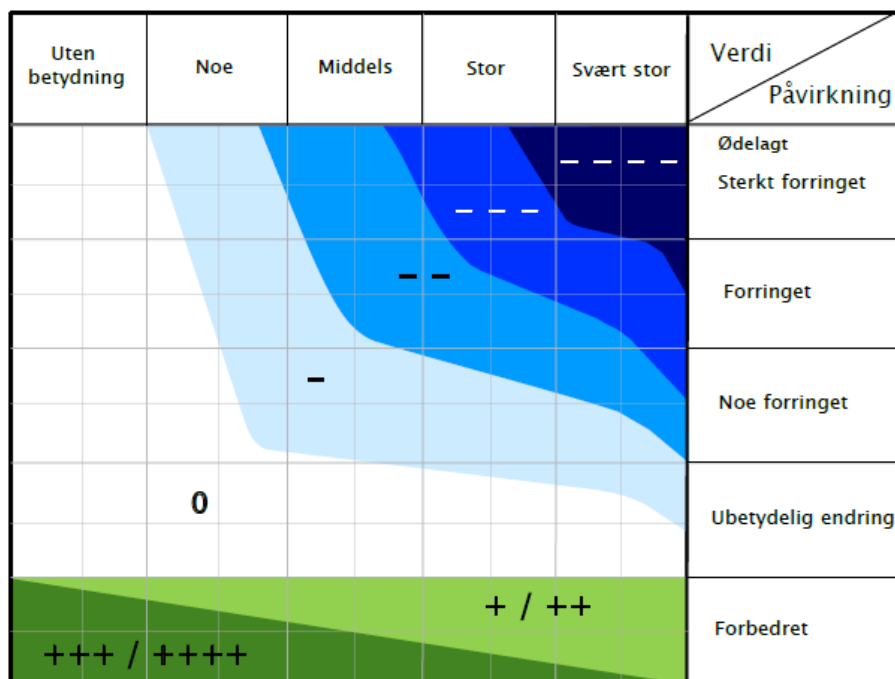 Uten
betydning
Noe
Middels
Stor
Svært stor
Verdi
Påvirkning
Ødelagt
Sterkt forringet
– – – –
– – –
Forringet
– –
Noe forringet
–
Ubetydelig endring
0
Forbedret
+ / ++
+++ / ++++